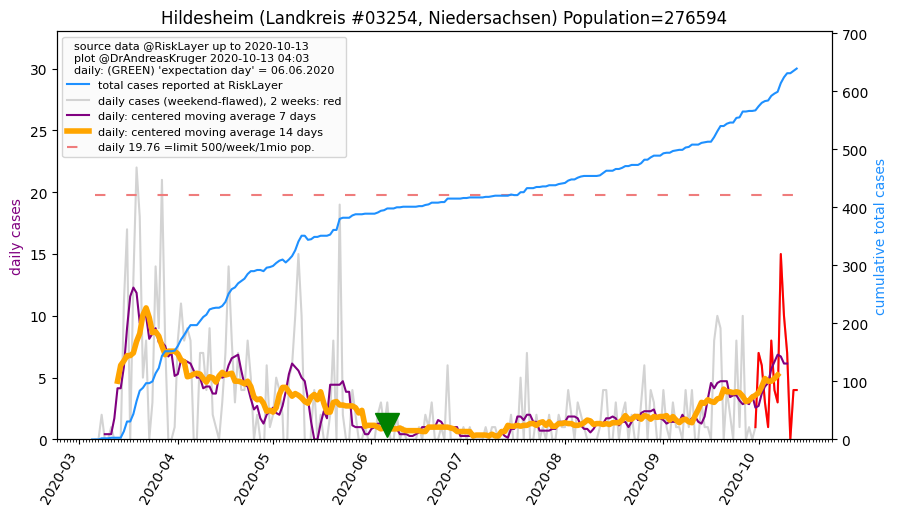 Hildesheim (Landkreis #03254, Niedersachsen) Population=276594
source data @RiskLayer up to 2020-10-13
plot @DrAndreasKruger 2020-10-13 04:03
daily: (GREEN) 'expectation day' = 06.06.2020
total cases reported at RiskLayer
daily cases (weekend-flawed), 2 weeks: red
daily: centered moving average 7 days
daily: centered moving average 14 days
daily 19.76 =limit 500/week/1mio pop.
daily cases
30
25
20
15
10
5
0
700
600
500
400
300
200
100
0
cumulative total cases
2020-03
2020-04
2020-05
2020-06
2020-07
2020-08
2020-09
2020-10